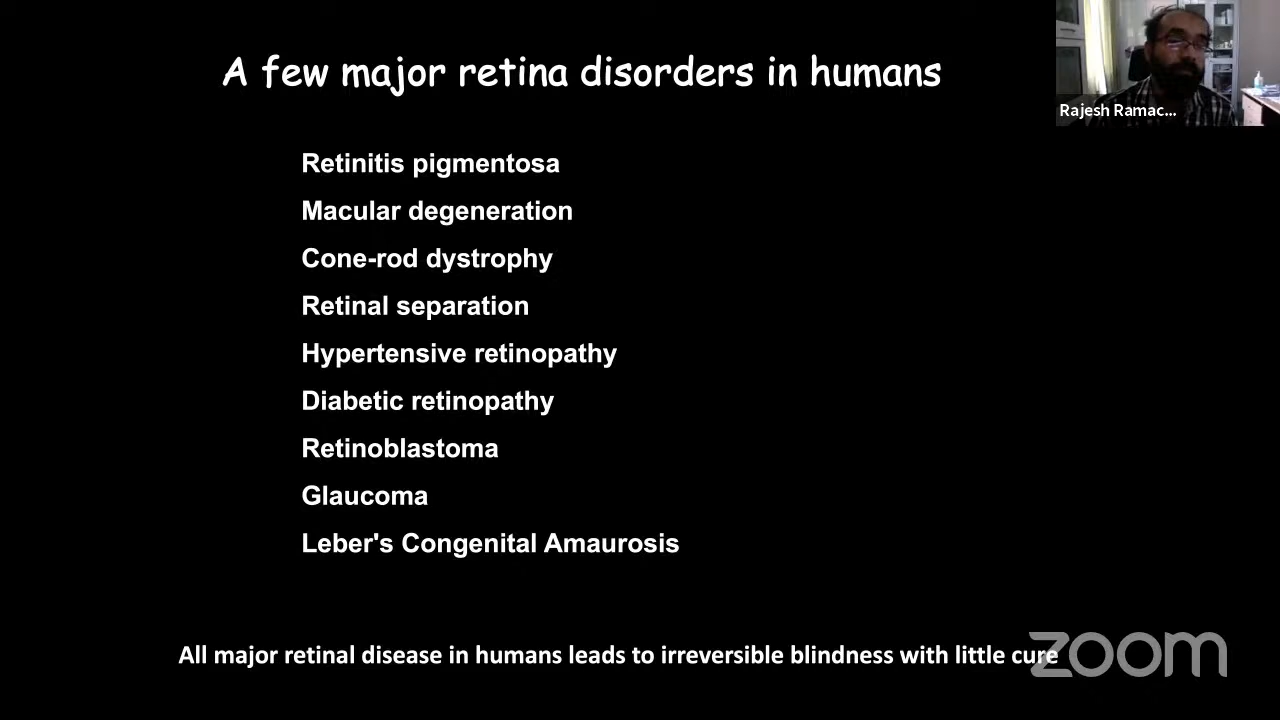 A few major retina disorders in humans
Rajesh Ramac...
Retinitis pigmentosa
Macular degeneration
Cone-rod dystrophy
Retinal separation
Hypertensive retinopathy
Diabetic retinopathy
Retinoblastoma
Glaucoma
Leber's Congenital Amaurosis
All major retinal disease in humans leads to irreversible blindness with little cure
zoom